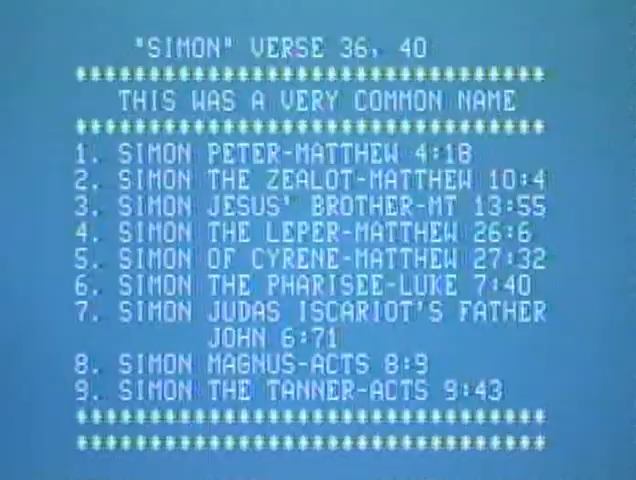 "SIMON" VERSE 36, 40
********************************
THIS WAS A VERY COMMON NAME
********************************
1. SIMON PETER-MATTHEW 4:18
2. SIMON THE ZEALOT-MATTHEW 10:4
3. SIMON JESUS' BROTHER-MT 13:55
4. SIMON THE LEPER-MATTHEW 26:6
5. SIMON OF CYRENE-MATTHEW 27:32
6. SIMON THE PHARISEE-LUKE 7:40
7. SIMON JUDAS ISCARIOT'S FATHER
JOHN 6:71
8. SIMON MAGNUS-ACTS 8:9
9. SIMON THE TANNER-ACTS 9:43
********************************
********************************